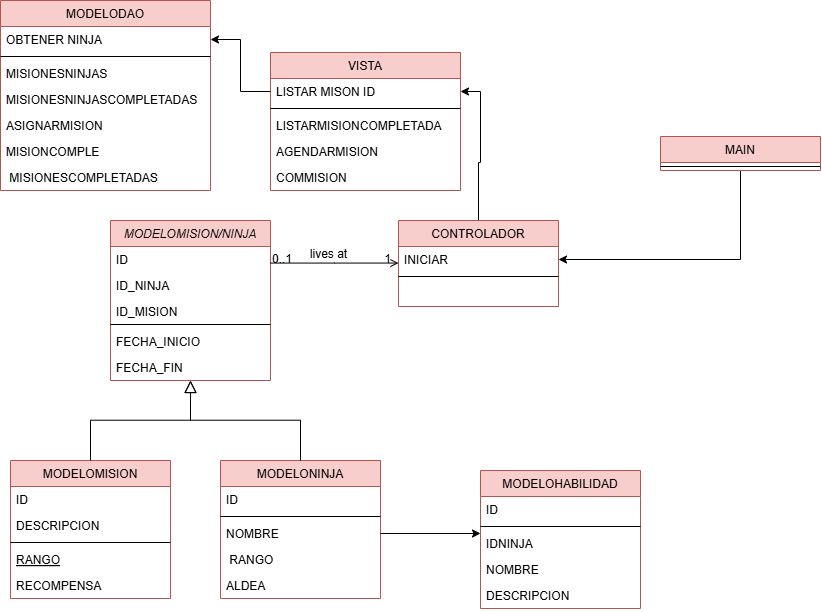 MODELODAO
OBTENER NINJA
MISIONESNINJAS
MISIONESNINJASCOMPLETADAS
ASIGNARMISION
MISIONCOMPLE
MISIONESCOMPLETADAS
VISTA
LISTAR MISON ID
LISTARMISIONCOMPLETADA
AGENDARMISION
COMMISION
MAIN
MODELOMISION/NINJA
ID
ID_NINJA
ID_MISION
FECHA_INICIO
FECHA_FIN
0..1 lives at 1
CONTROLADOR
INICIAR
MODELOMISION
ID
DESCRIPCION
RANGO
RECOMPENSA
MODELONINJA
ID
NOMBRE
RANGO
ALDEA
MODELOHABILIDAD
ID
IDNINJA
NOMBRE
DESCRIPCION